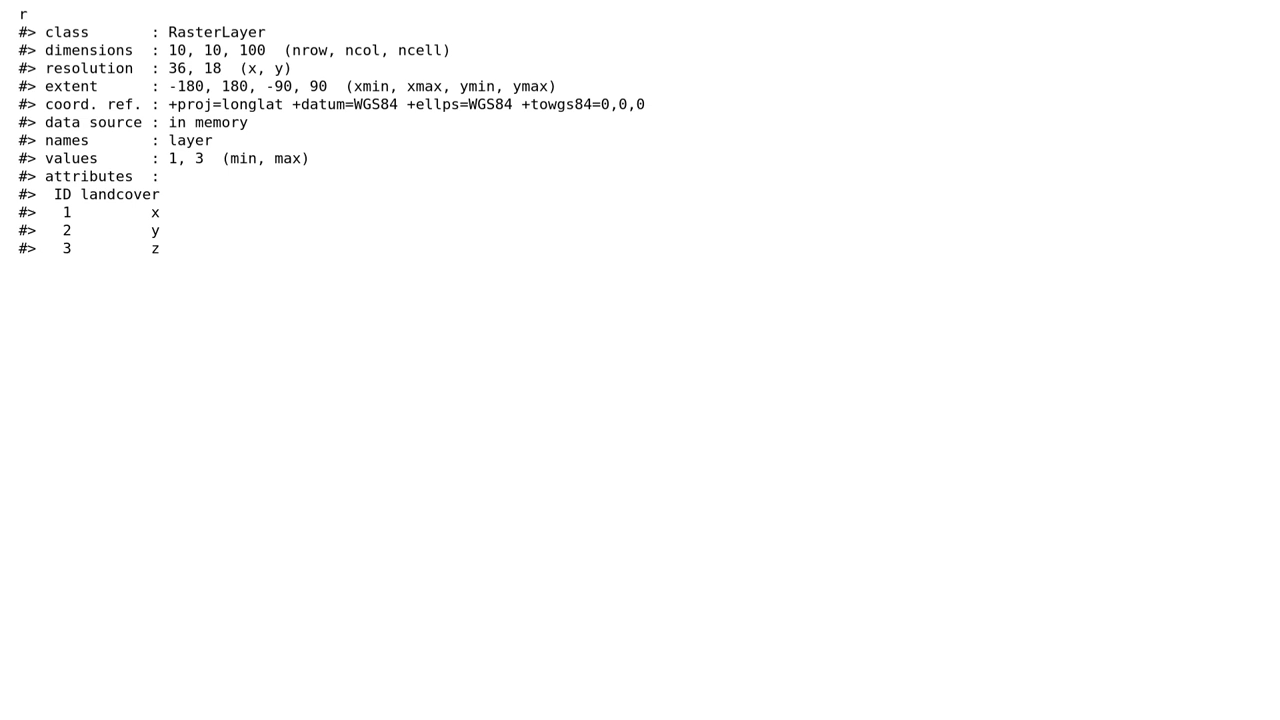 r
#> class       : RasterLayer
#> dimensions  : 10, 10, 100  (nrow, ncol, ncell)
#> resolution  : 36, 18  (x, y)
#> extent      : -180, 180, -90, 90  (xmin, xmax, ymin, ymax)
#> coord. ref. : +proj=longlat +datum=WGS84 +ellps=WGS84 +towgs84=0,0,0
#> data source : in memory
#> names       : layer
#> values      : 1, 3  (min, max)
#> attributes  :
#>  ID landcover
#>   1         x
#>   2         y
#>   3         z